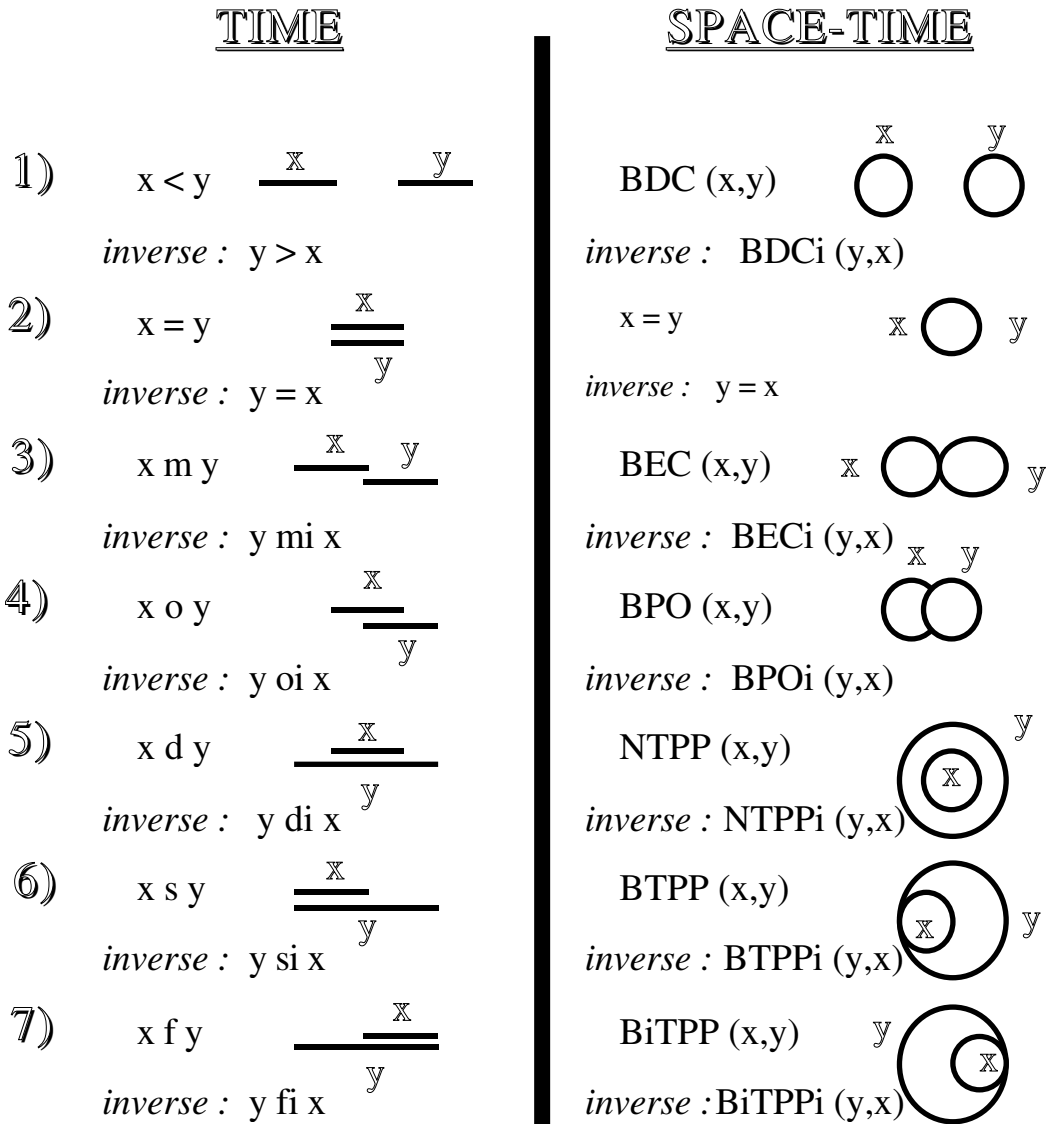 TIME SPACE-TIME
1) x < y x y BDC (x,y) x y
inverse : y > x inverse : BDCi (y,x)
2) x = y x y x = y x y
inverse : y = x inverse : y = x
3) x m y x y BEC (x,y) x y
inverse : y mi x inverse : BECi (y,x)
4) x o y x y BPO (x,y) x y
inverse : y oi x inverse : BPOi (y,x)
5) x d y x y NTPP (x,y) x y
inverse : y di x inverse : NTPPi (y,x)
6) x s y x y BTPP (x,y) x y
inverse : y si x inverse : BTPPi (y,x)
7) x f y x y BiTPP (x,y) y x
inverse : y fi x inverse :BiTPPi (y,x)